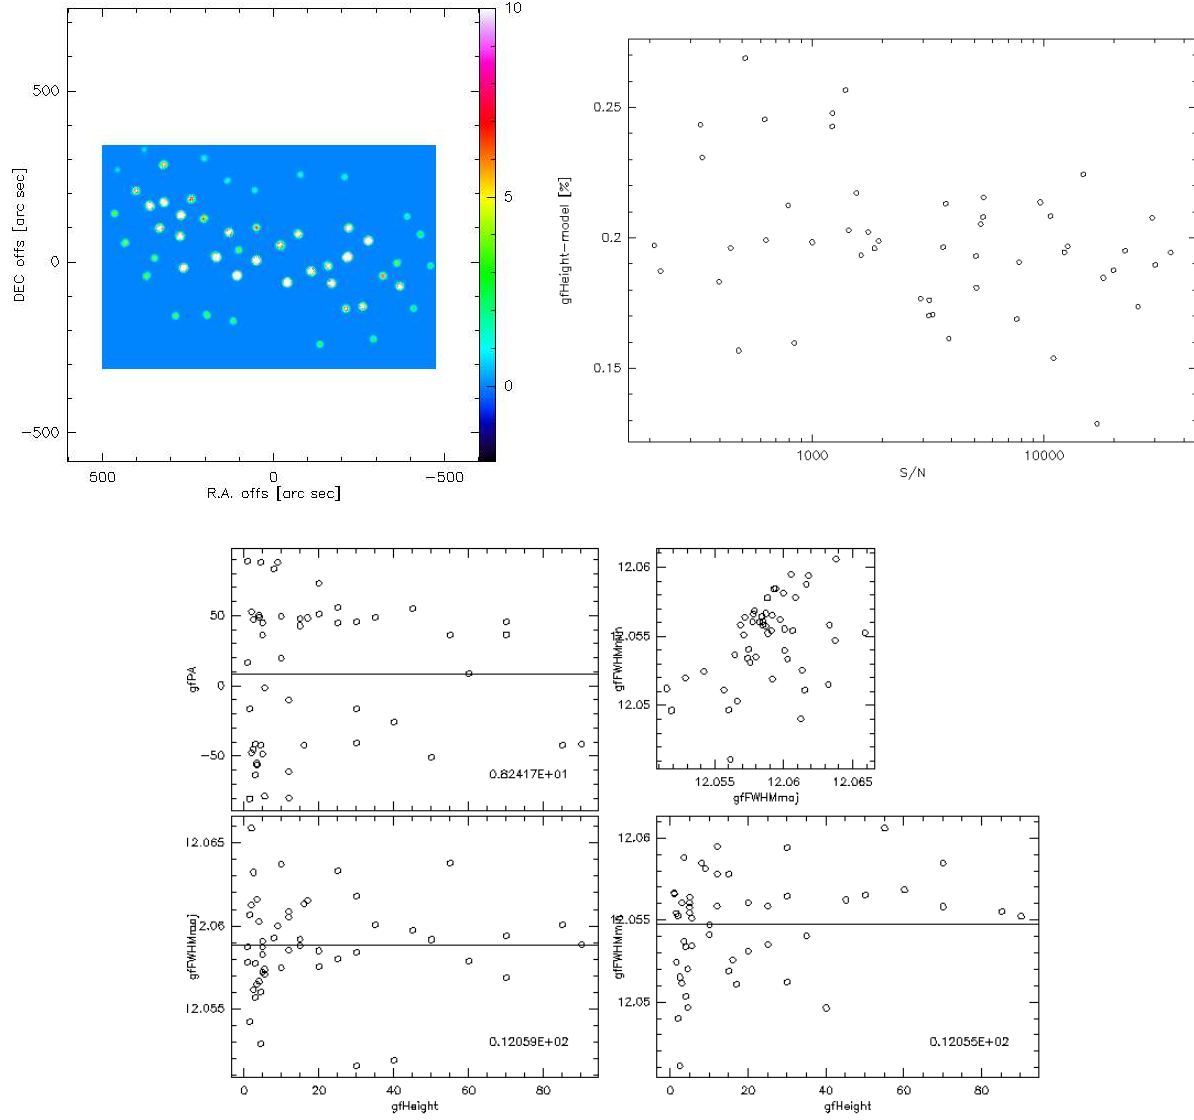 10
500
5
DEC offs [arc sec]
0
0
−500
500
0
−500
R.A. offs [arc sec]
0.25
gfHeight−model [%]
0.2
0.15
1000
10000
S/N
50
gfPA
0
−50
0.82417E+01
12.06
12.055
gfFWHMmin
12.05
12.055
12.06
12.065
gfFWHMmaj
12.065
12.06
gfFWHMmaj
12.055
0.12059E+02
0
20
40
60
80
gfHeight
12.06
12.055
gfFWHMmin
12.05
0.12055E+02
0
20
40
60
80
gfHeight